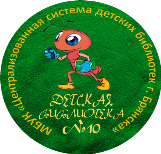 МБУК «Централизованная система детских библиотек г. Брянска»
ДЕТСКАЯ
БИБЛИОТЕКА
№10